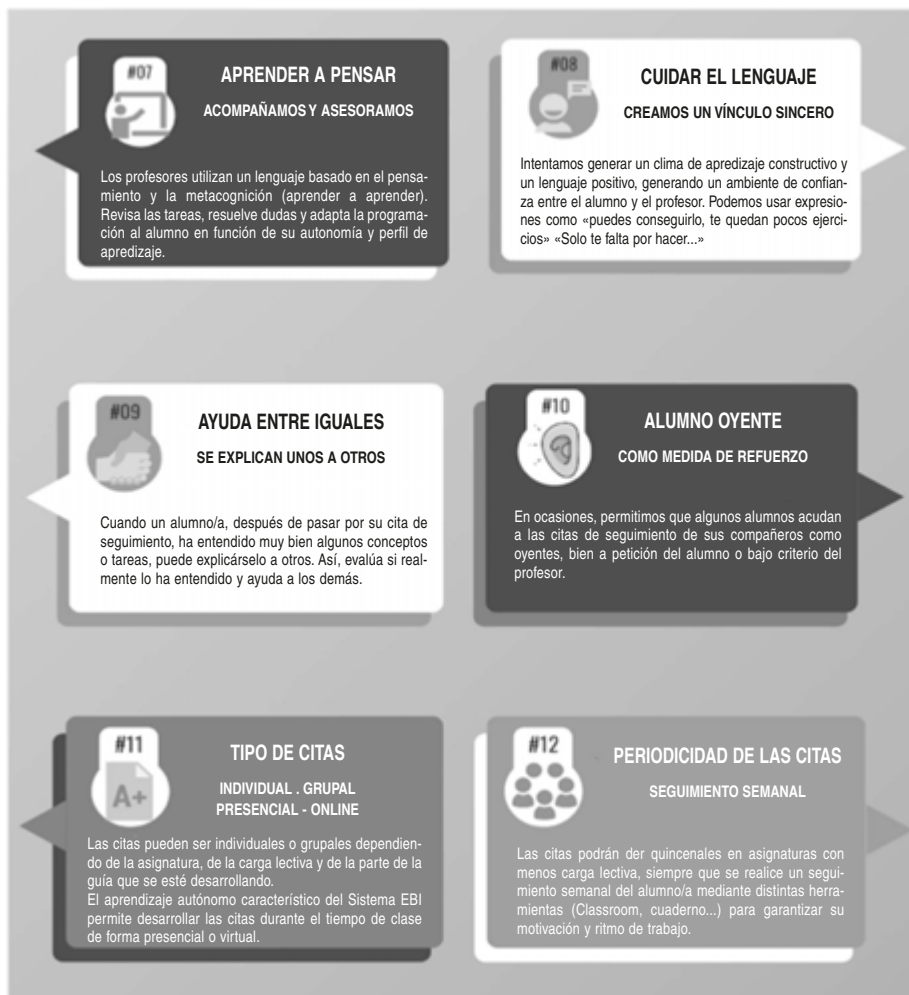 #07
APRENDER A PENSAR
ACOMPAÑAMOS Y ASESORAMOS
Los profesores utilizan un lenguaje basado en el pensa-
miento y la metacognición (aprender a aprender).
Revisa las tareas, resuelve dudas y adapta la programa-
ción al alumno en función de su autonomía y perfil de
apredizaje.
#08
CUIDAR EL LENGUAJE
CREAMOS UN VÍNCULO SINCERO
Intentamos generar un clima de apredizaje constructivo y
un lenguaje positivo, generando un ambiente de confian-
za entre el alumno y el profesor. Podemos usar expresio-
nes como «puedes conseguirlo, te quedan pocos ejerci-
cios» «Solo te falta por hacer...»
#09
AYUDA ENTRE IGUALES
SE EXPLICAN UNOS A OTROS
Cuando un alumno/a, después de pasar por su cita de
seguimiento, ha entendido muy bien algunos conceptos
o tareas, puede explicárselo a otros. Así, evalúa si real-
mente lo ha entendido y ayuda a los demás.
#10
ALUMNO OYENTE
COMO MEDIDA DE REFUERZO
En ocasiones, permitimos que algunos alumnos acudan
a las citas de seguimiento de sus compañeros como
oyentes, bien a petición del alumno o bajo criterio del
profesor.
#11
A+
TIPO DE CITAS
INDIVIDUAL . GRUPAL
PRESENCIAL - ONLINE
Las citas pueden ser individuales o grupales dependien-
do de la asignatura, de la carga lectiva y de la parte de la
guía que se esté desarrollando.
El aprendizaje autónomo característico del Sistema EBI
permite desarrollar las citas durante el tiempo de clase
de forma presencial o virtual.
#12
PERIODICIDAD DE LAS CITAS
SEGUIMIENTO SEMANAL
Las citas podrán der quincenales en asignaturas con
menos carga lectiva, siempre que se realice un segui-
miento semanal del alumno/a mediante distintas herra-
mientas (Classroom, cuaderno...) para garantizar su
motivación y ritmo de trabajo.